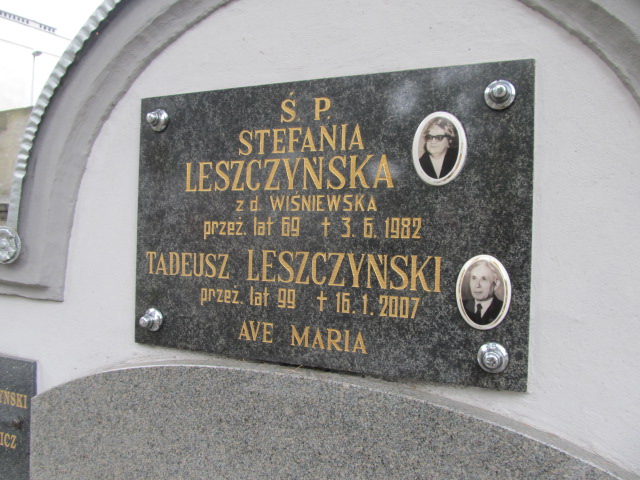 Ś. P.
STEFANIA
LESZCZYŃSKA
z d. WIŚNIEWSKA
przeż. lat 69 † 3. 6. 1982
TADEUSZ LESZCZYŃSKI
przeż. lat 99 † 16. 1. 2007
AVE MARIA